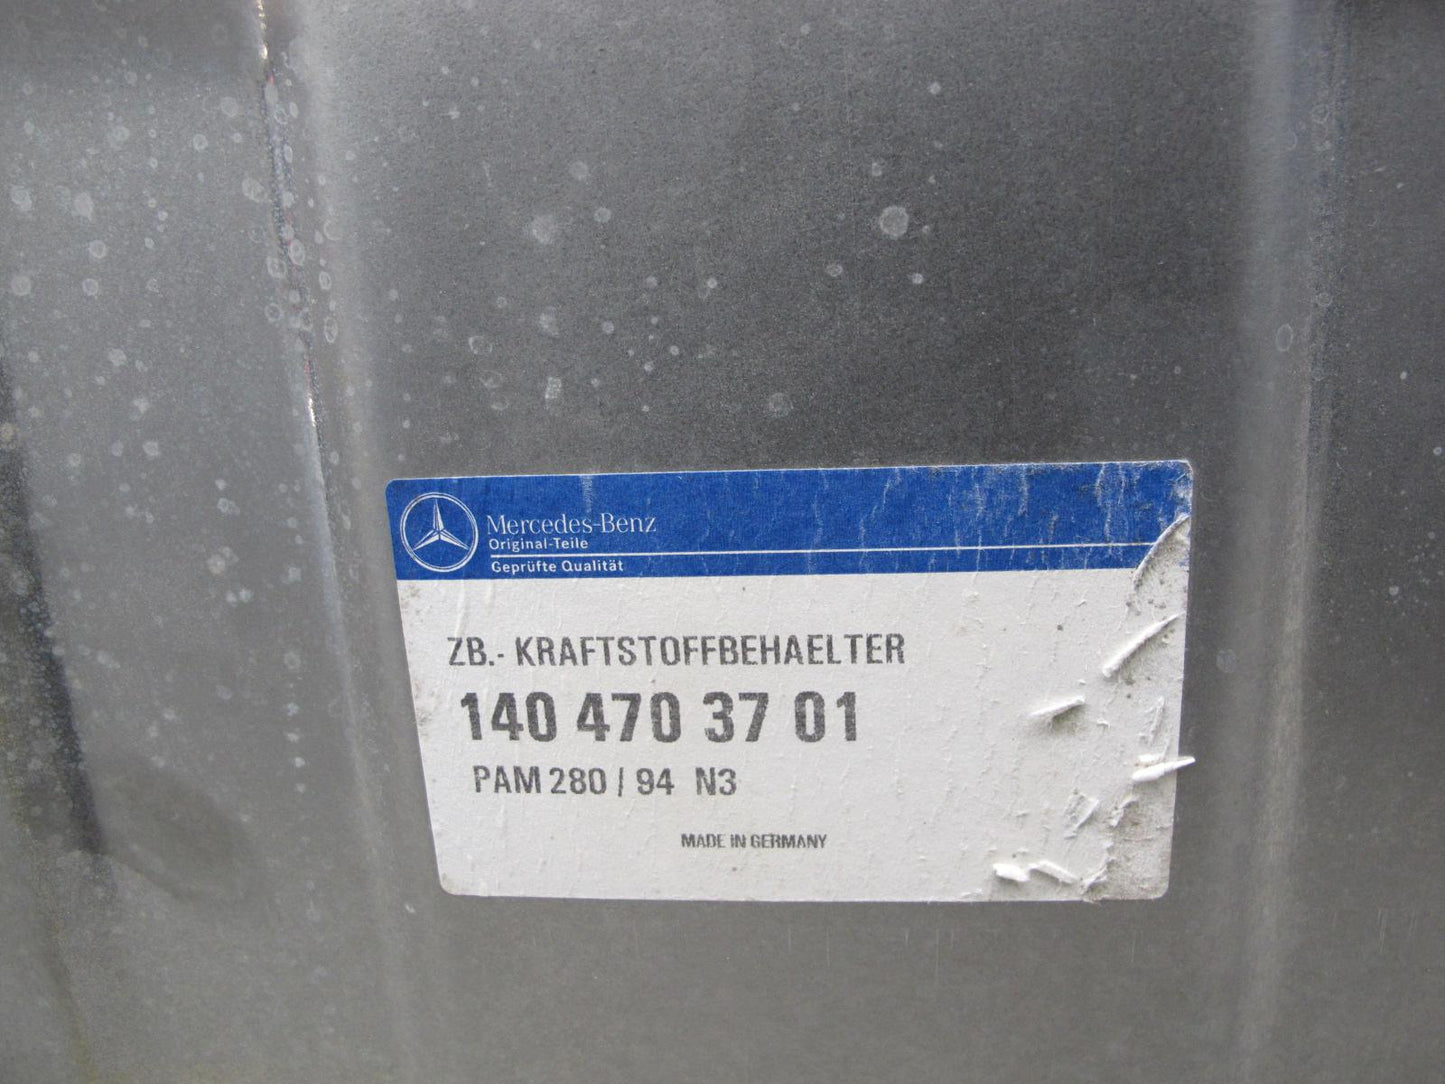 Mercedes-Benz
Original-Teile
Geprüfte Qualität
ZB.- KRAFTSTOFFBEHAELTER
140 470 37 01
PAM 280 / 94 N3
MADE IN GERMANY